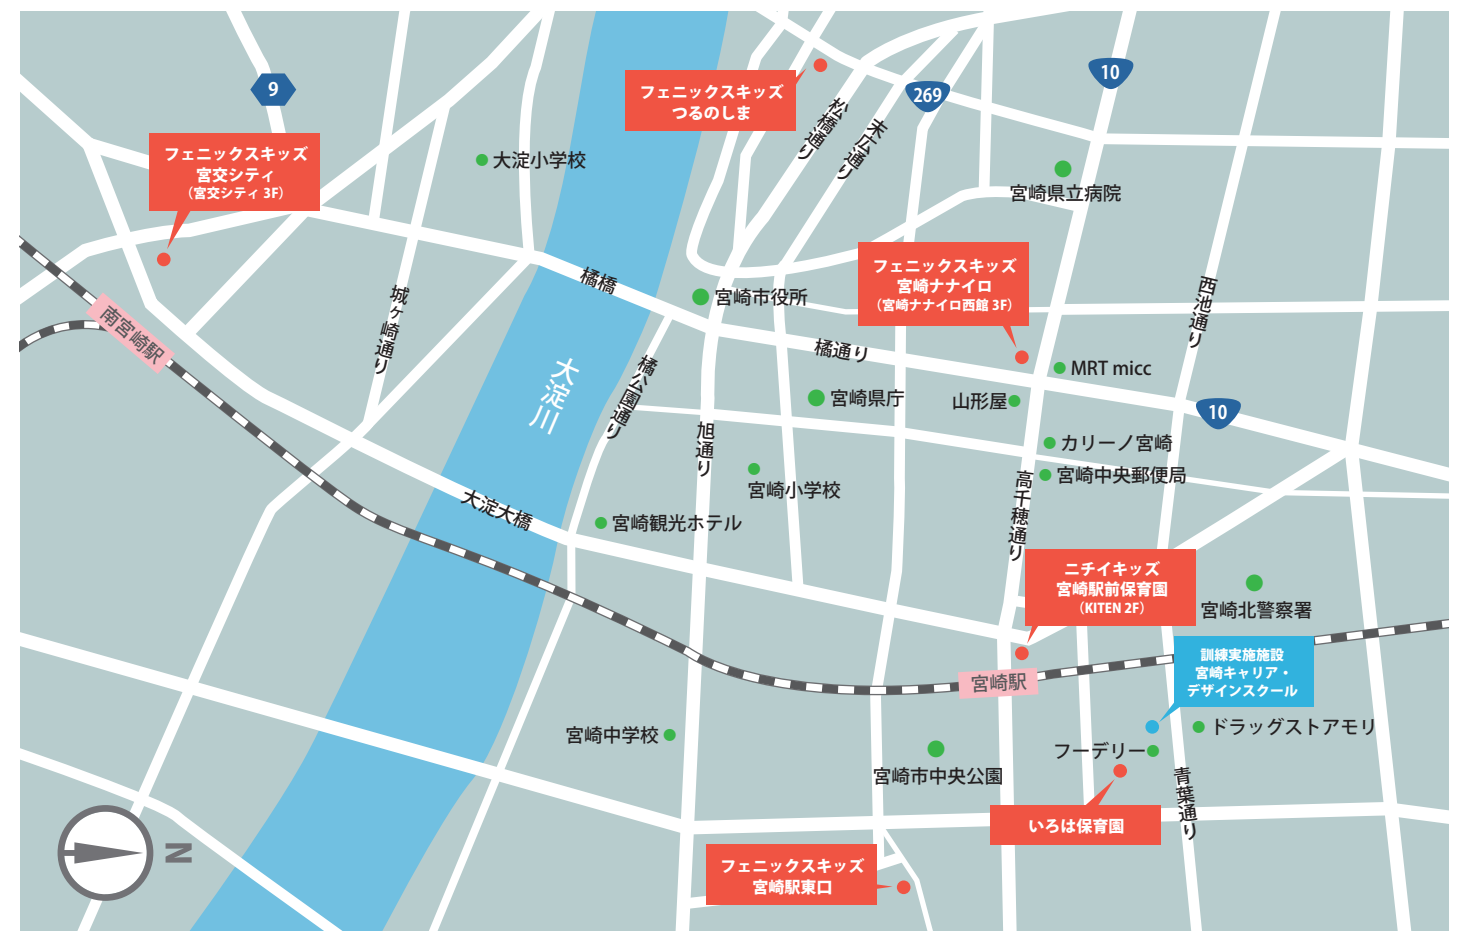 9
フェニックスキッズ
宮交シティ
（宮交シティ 3F）
大淀小学校
フェニックスキッズ
つるのしま
松橋通り
末広通り
269
10
宮崎県立病院
城ヶ崎通り
橘橋
宮崎市役所
フェニックスキッズ
宮崎ナナイロ
（宮崎ナナイロ西館 3F）
西池通り
南宮崎駅
大淀川
橘公園通り
橘通り
MRT micc
宮崎県庁
山形屋
10
旭通り
カリーノ宮崎
宮崎中央郵便局
高千穂通り
宮崎小学校
大淀大橋
宮崎観光ホテル
ニチイキッズ
宮崎駅前保育園
（KITEN 2F）
宮崎北警察署
訓練実施施設
宮崎キャリア・
デザインスクール
宮崎駅
宮崎中学校
ドラッグストアモリ
フーデリー
宮崎市中央公園
青葉通り
いろは保育園
フェニックスキッズ
宮崎駅東口
N